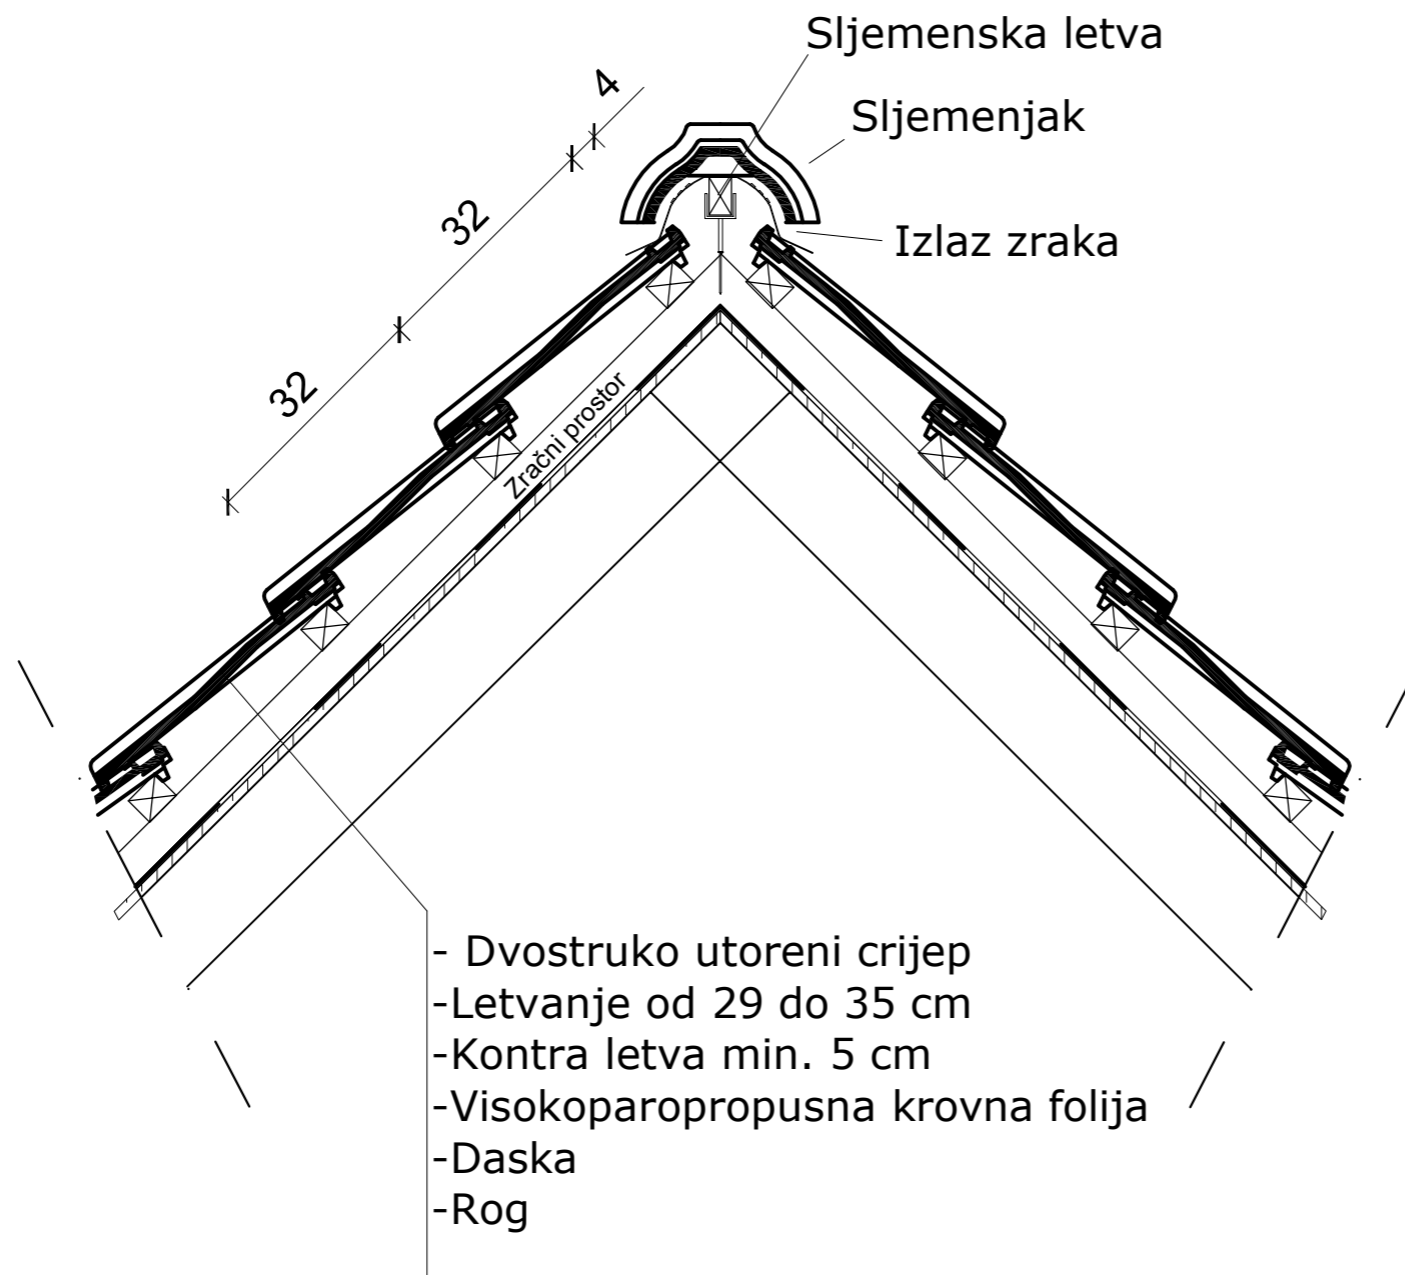 Sljemenska letva
Sljemenjak
Izlaz zraka
4
32
32
Zračni prostor
- Dvostruko utoreni crijep
-Letvanje od 29 do 35 cm
-Kontra letva min. 5 cm
-Visokoparopropusna krovna folija
-Daska
-Rog